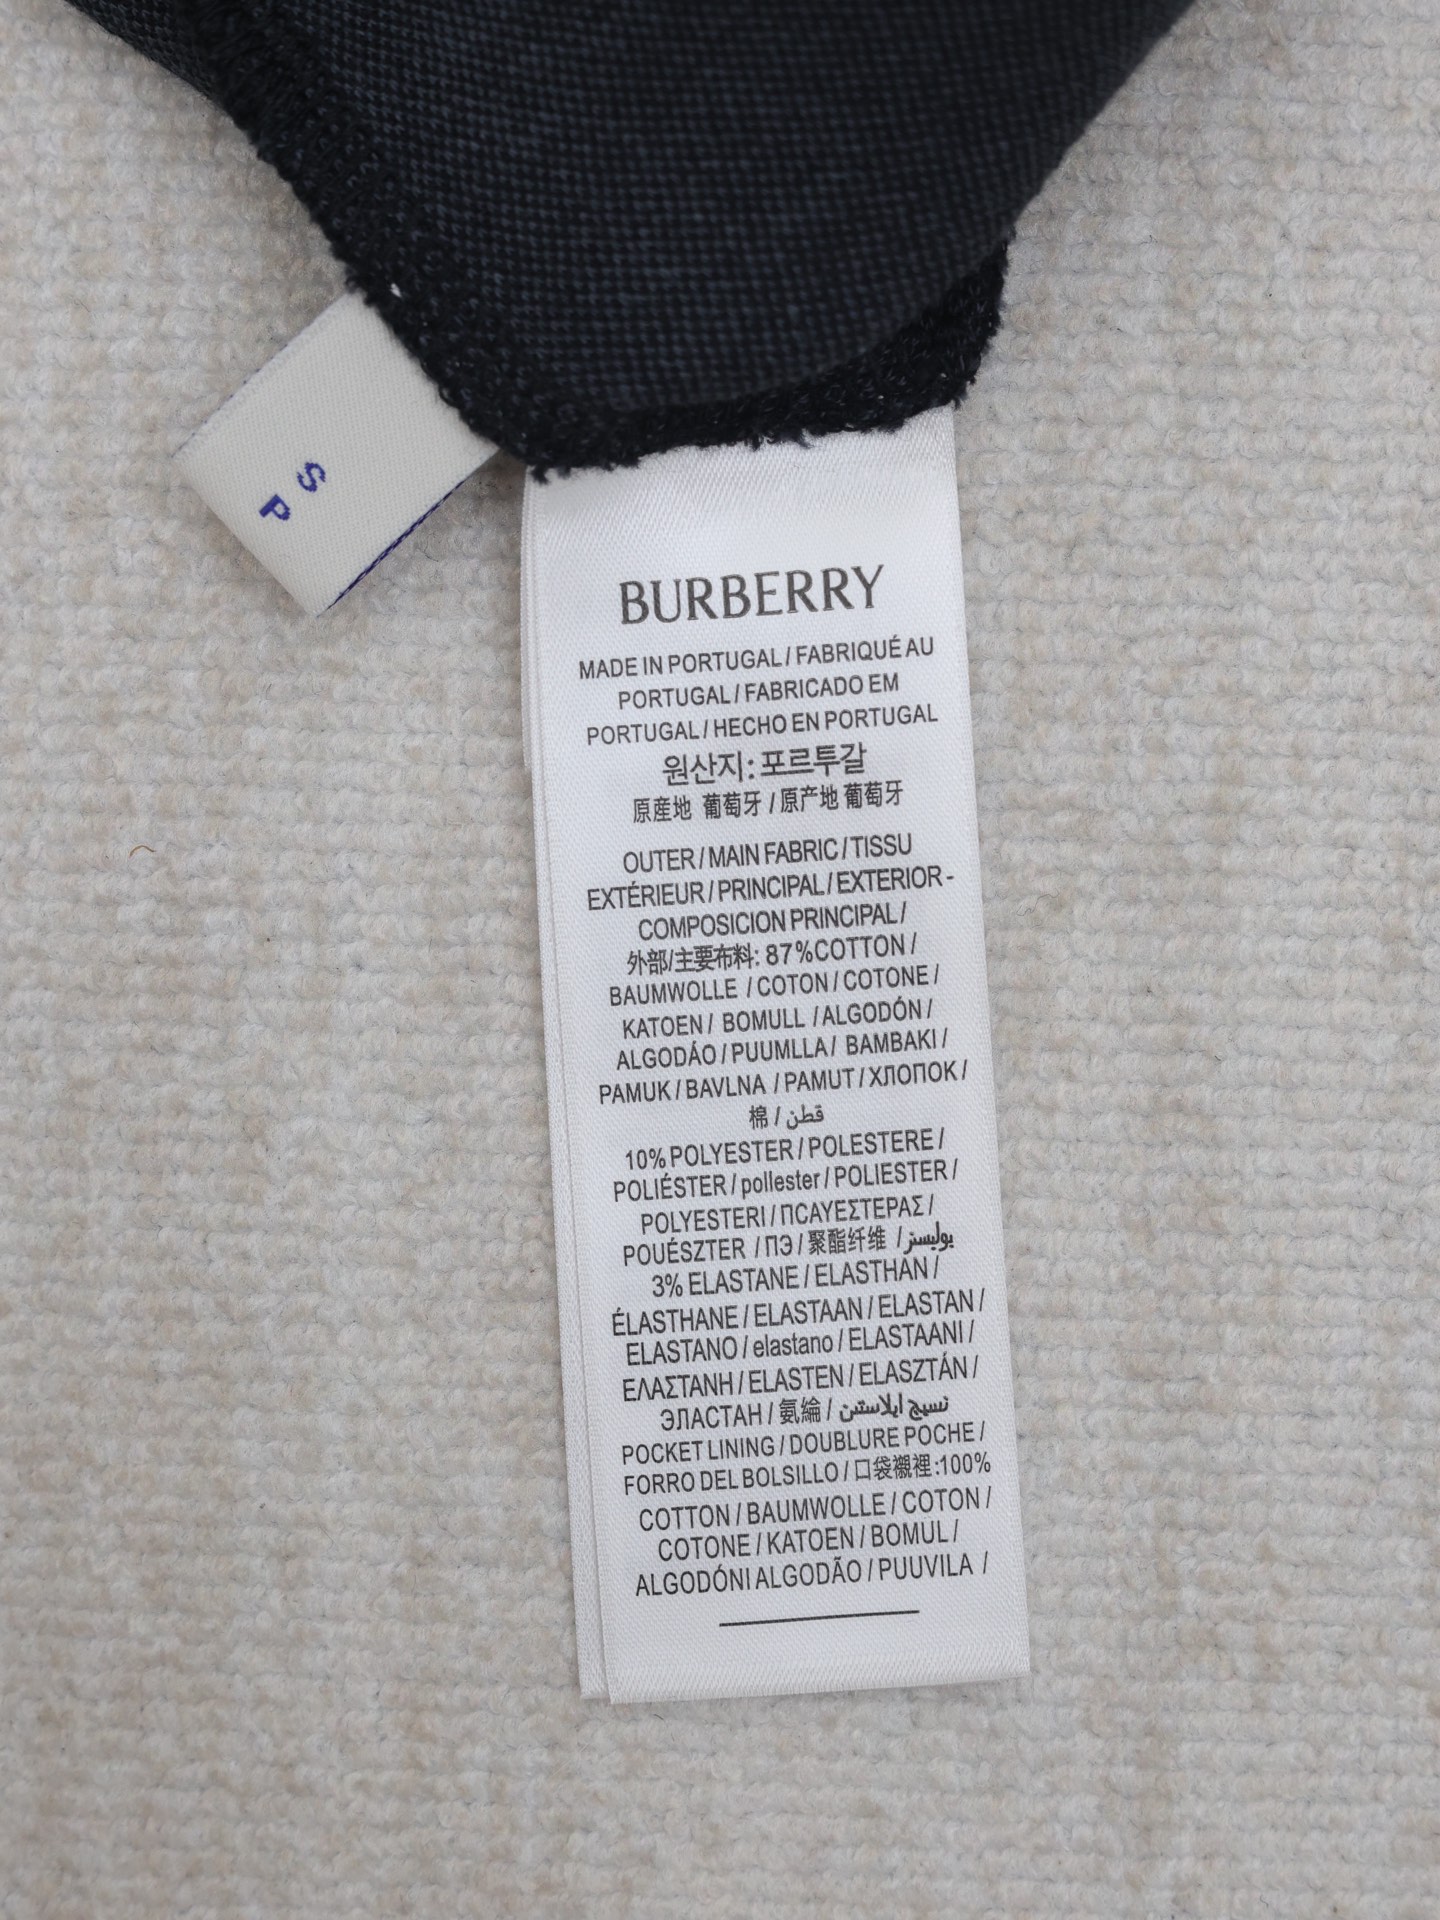 S
P
BURBERRY
MADE IN PORTUGAL / FABRIQUÉ AU
PORTUGAL / FABRICADO EM
PORTUGAL / HECHO EN PORTUGAL
원산지: 포르투갈
原産地 葡萄牙 / 原产地 葡萄牙
OUTER / MAIN FABRIC / TISSU
EXTÉRIEUR / PRINCIPAL / EXTERIOR -
COMPOSICION PRINCIPAL /
外部/主要布料: 87%COTTON /
BAUMWOLLE / COTON / COTONE /
KATOEN / BOMULL / ALGODÓN /
ALGODÁO / PUUMLLA / BAMBAKI /
PAMUK / BAVLNA / PAMUT / ХЛОПОК /
棉 / قطن
10% POLYESTER / POLESTERE /
POLIÉSTER / pollester / POLIESTER /
POLYESTERI / ΠCΑΥΕΣΤΕΡΑΣ /
POUÉSZTER / ПЭ / 聚酯纤维 / بوليستر
3% ELASTANE / ELASTHAN /
ÉLASTHANE / ELASTAAN / ELASTAN /
ELASTANO / elastano / ELASTAANI /
ΕΛΑΣΤΑΝΗ / ELASTEN / ELASZTÁN /
ЭЛАСТАН / 氨綸 / نسيج ايلاستن
POCKET LINING / DOUBLURE POCHE /
FORRO DEL BOLSILLO / 口袋襯裡:100%
COTTON / BAUMWOLLE / COTON /
COTONE / KATOEN / BOMUL /
ALGODÓNI ALGODÃO / PUUVILA /